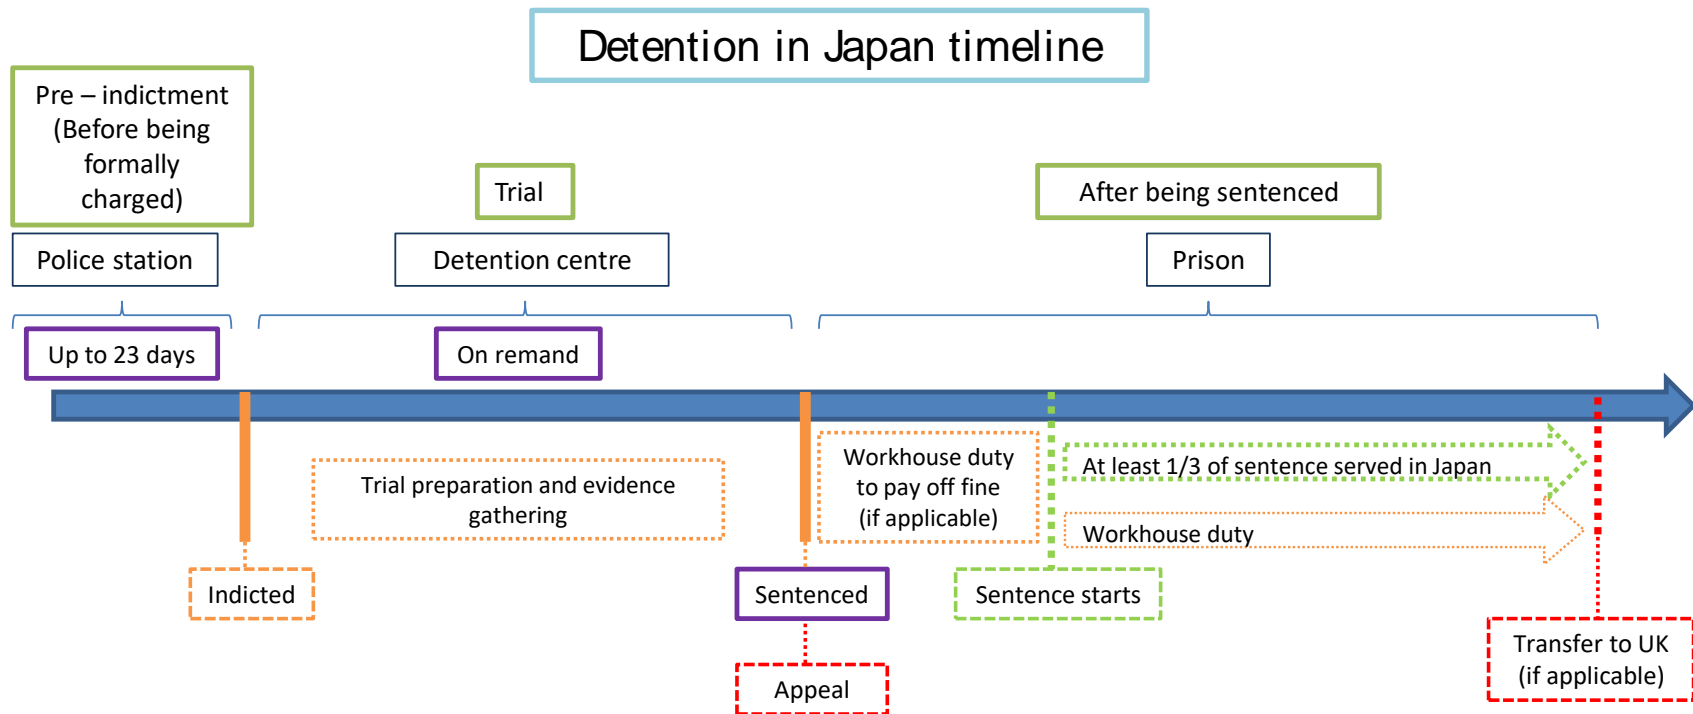 Detention in Japan timeline
Pre – indictment
(Before being
formally
charged)
Trial
After being sentenced
Police station
Detention centre
Prison
Up to 23 days
On remand
Trial preparation and evidence
gathering
Workhouse duty
to pay off fine
(if applicable)
At least 1/3 of sentence served in Japan
Workhouse duty
Indicted
Sentenced
Sentence starts
Appeal
Transfer to UK
(if applicable)